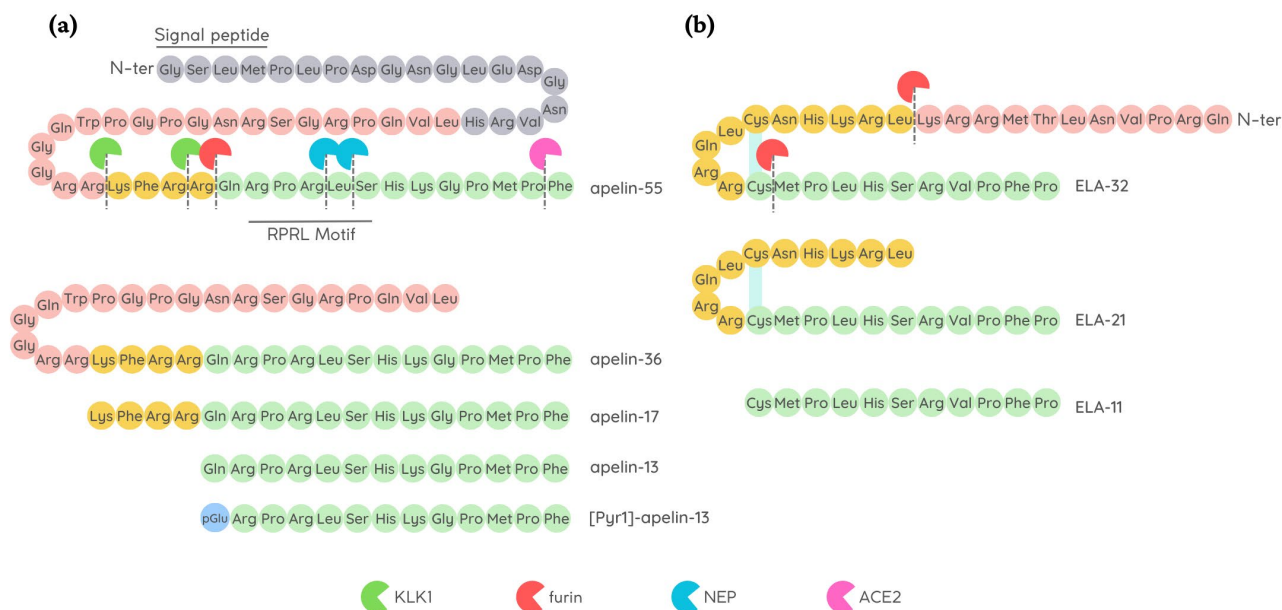 (a)
Signal peptide
N-ter Gly Ser Leu Met Pro Leu Pro Asp Gly Asn Gly Leu Glu Asp
Gly
Asn
Gln Trp Pro Gly Pro Gly Asn Arg Ser Gly Arg Pro Gln Val Leu His Arg Val
Gly
Gly
Arg Arg Lys Phe Arg Arg Gln Arg Pro Arg Leu Ser His Lys Gly Pro Met Pro Phe apelin-55
RPRL Motif
Gln Trp Pro Gly Pro Gly Asn Arg Ser Gly Arg Pro Gln Val Leu
Gly
Gly
Arg Arg Lys Phe Arg Arg Gln Arg Pro Arg Leu Ser His Lys Gly Pro Met Pro Phe apelin-36
Lys Phe Arg Arg Gln Arg Pro Arg Leu Ser His Lys Gly Pro Met Pro Phe apelin-17
Gln Arg Pro Arg Leu Ser His Lys Gly Pro Met Pro Phe apelin-13
pGlu Arg Pro Arg Leu Ser His Lys Gly Pro Met Pro Phe [Pyr1]-apelin-13
(b)
Cys Asn His Lys Arg Leu Lys Arg Arg Met Thr Leu Asn Val Pro Arg Gln N-ter
Leu
Gln
Arg
Arg Cys Met Pro Leu His Ser Arg Val Pro Phe Pro ELA-32
Cys Asn His Lys Arg Leu
Leu
Gln
Arg
Arg Cys Met Pro Leu His Ser Arg Val Pro Phe Pro ELA-21
Cys Met Pro Leu His Ser Arg Val Pro Phe Pro ELA-11
KLK1 furin NEP ACE2